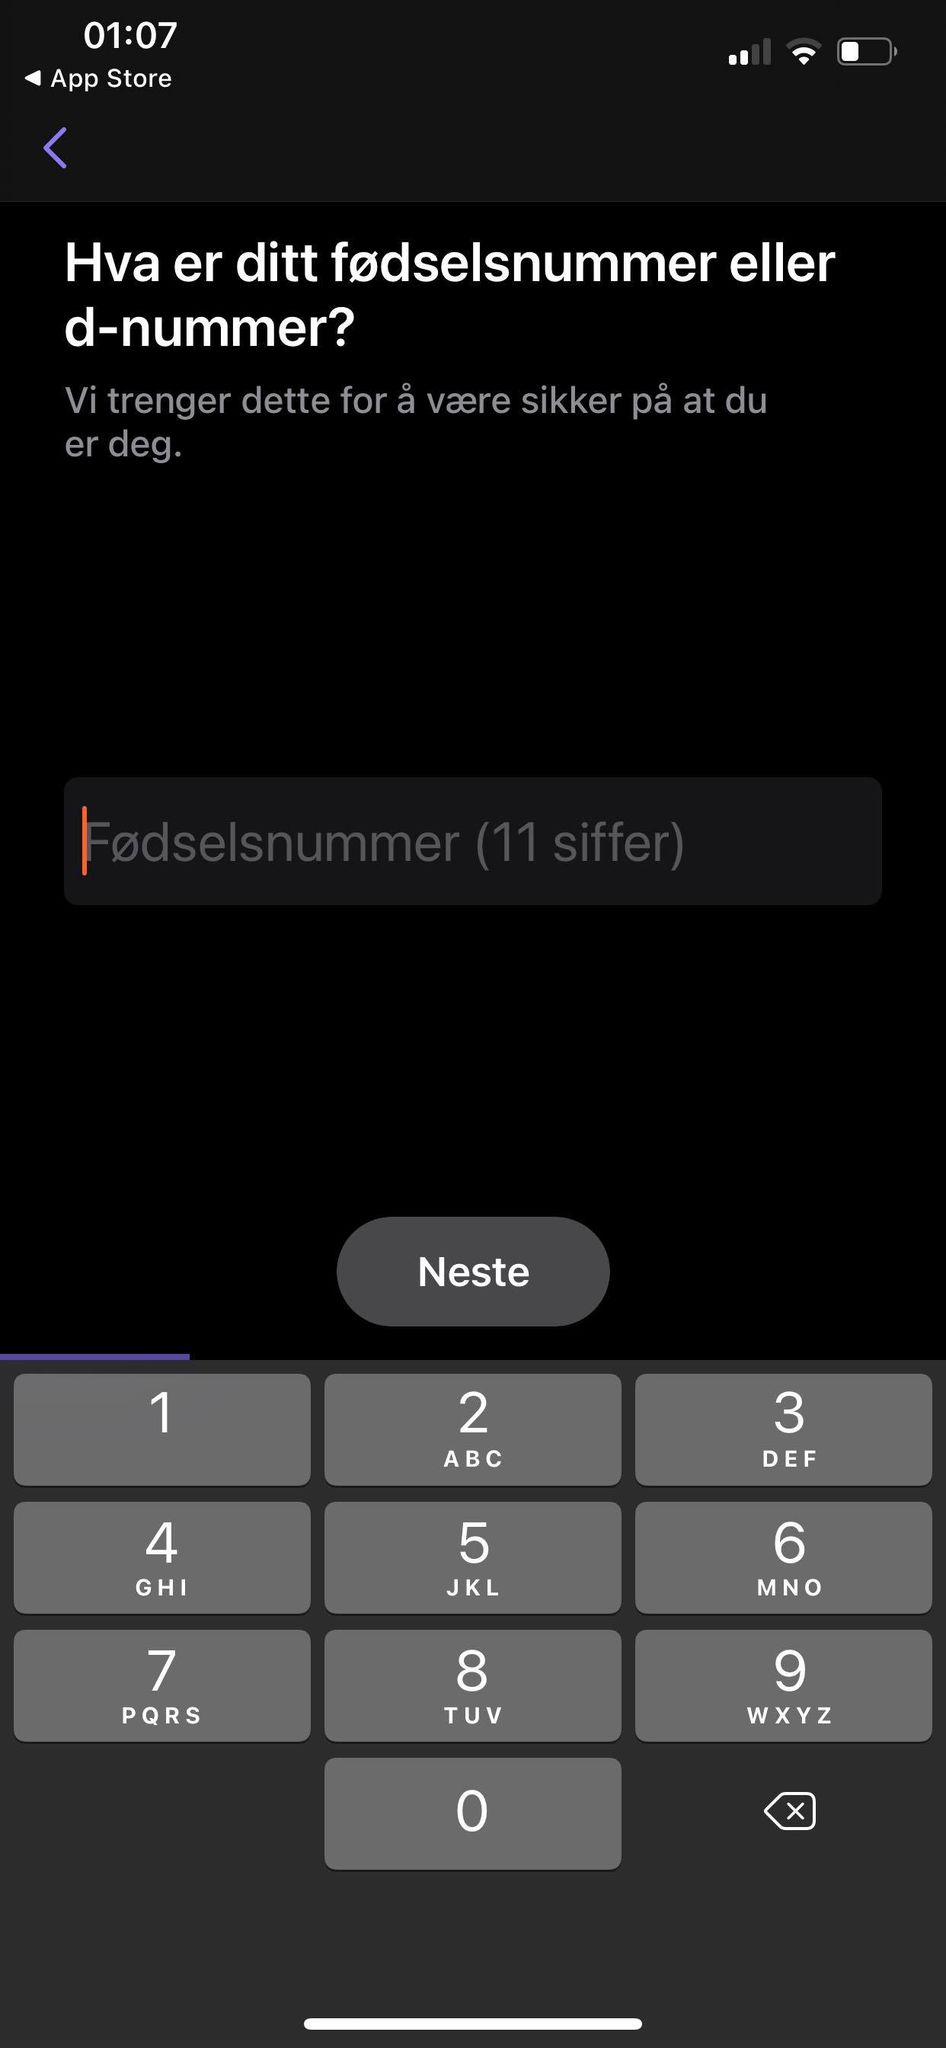 01:07
◀ App Store
Hva er ditt fødselsnummer eller
d-nummer?
Vi trenger dette for å være sikker på at du
er deg.
Fødselsnummer (11 siffer)
Neste
1
2
ABC
3
DEF
4
GHI
5
JKL
6
MNO
7
PQRS
8
TUV
9
WXYZ
0